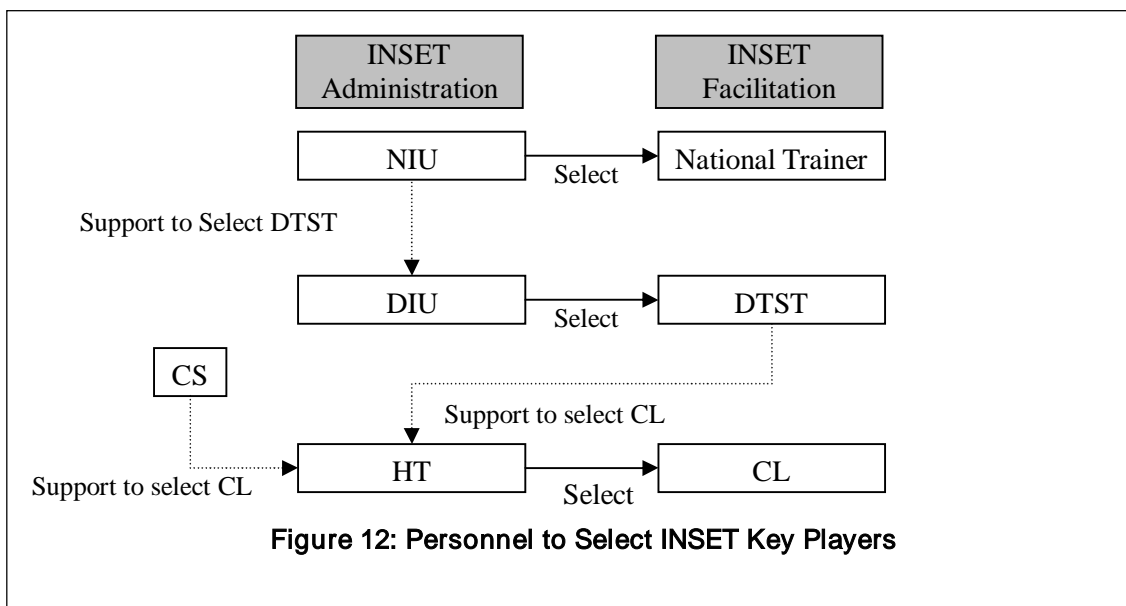 INSET
Administration
INSET
Facilitation
NIU
Select
National Trainer
Support to Select DTST
DIU
Select
DTST
CS
Support to select CL
Support to select CL
HT
Select
CL
Figure 12: Personnel to Select INSET Key Players